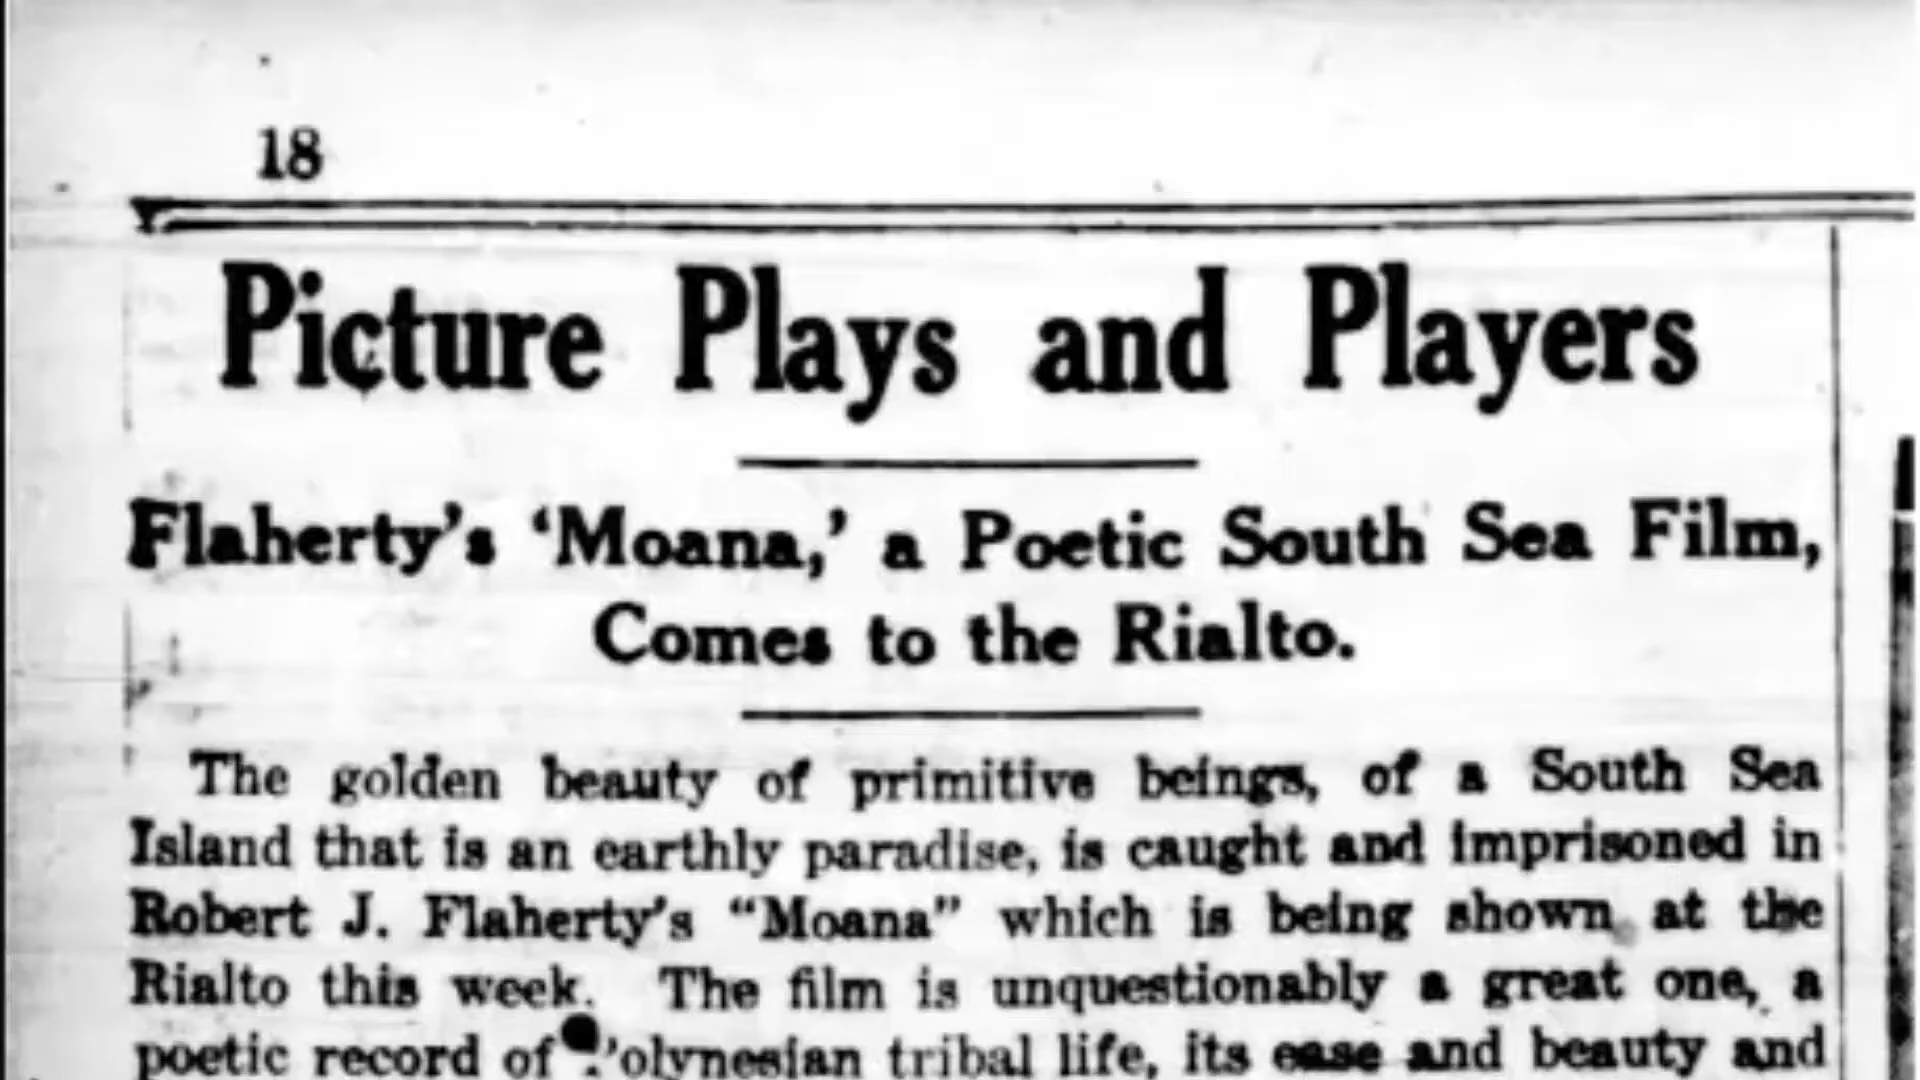 18
Picture Plays and Players
Flaherty's 'Moana,' a Poetic South Sea Film,
Comes to the Rialto.
The golden beauty of primitive beings, of a South Sea
Island that is an earthly paradise, is caught and imprisoned in
Robert J. Flaherty's "Moana" which is being shown at the
Rialto this week. The film is unquestionably a great one, a
poetic record of Polynesian tribal life, its ease and beauty and